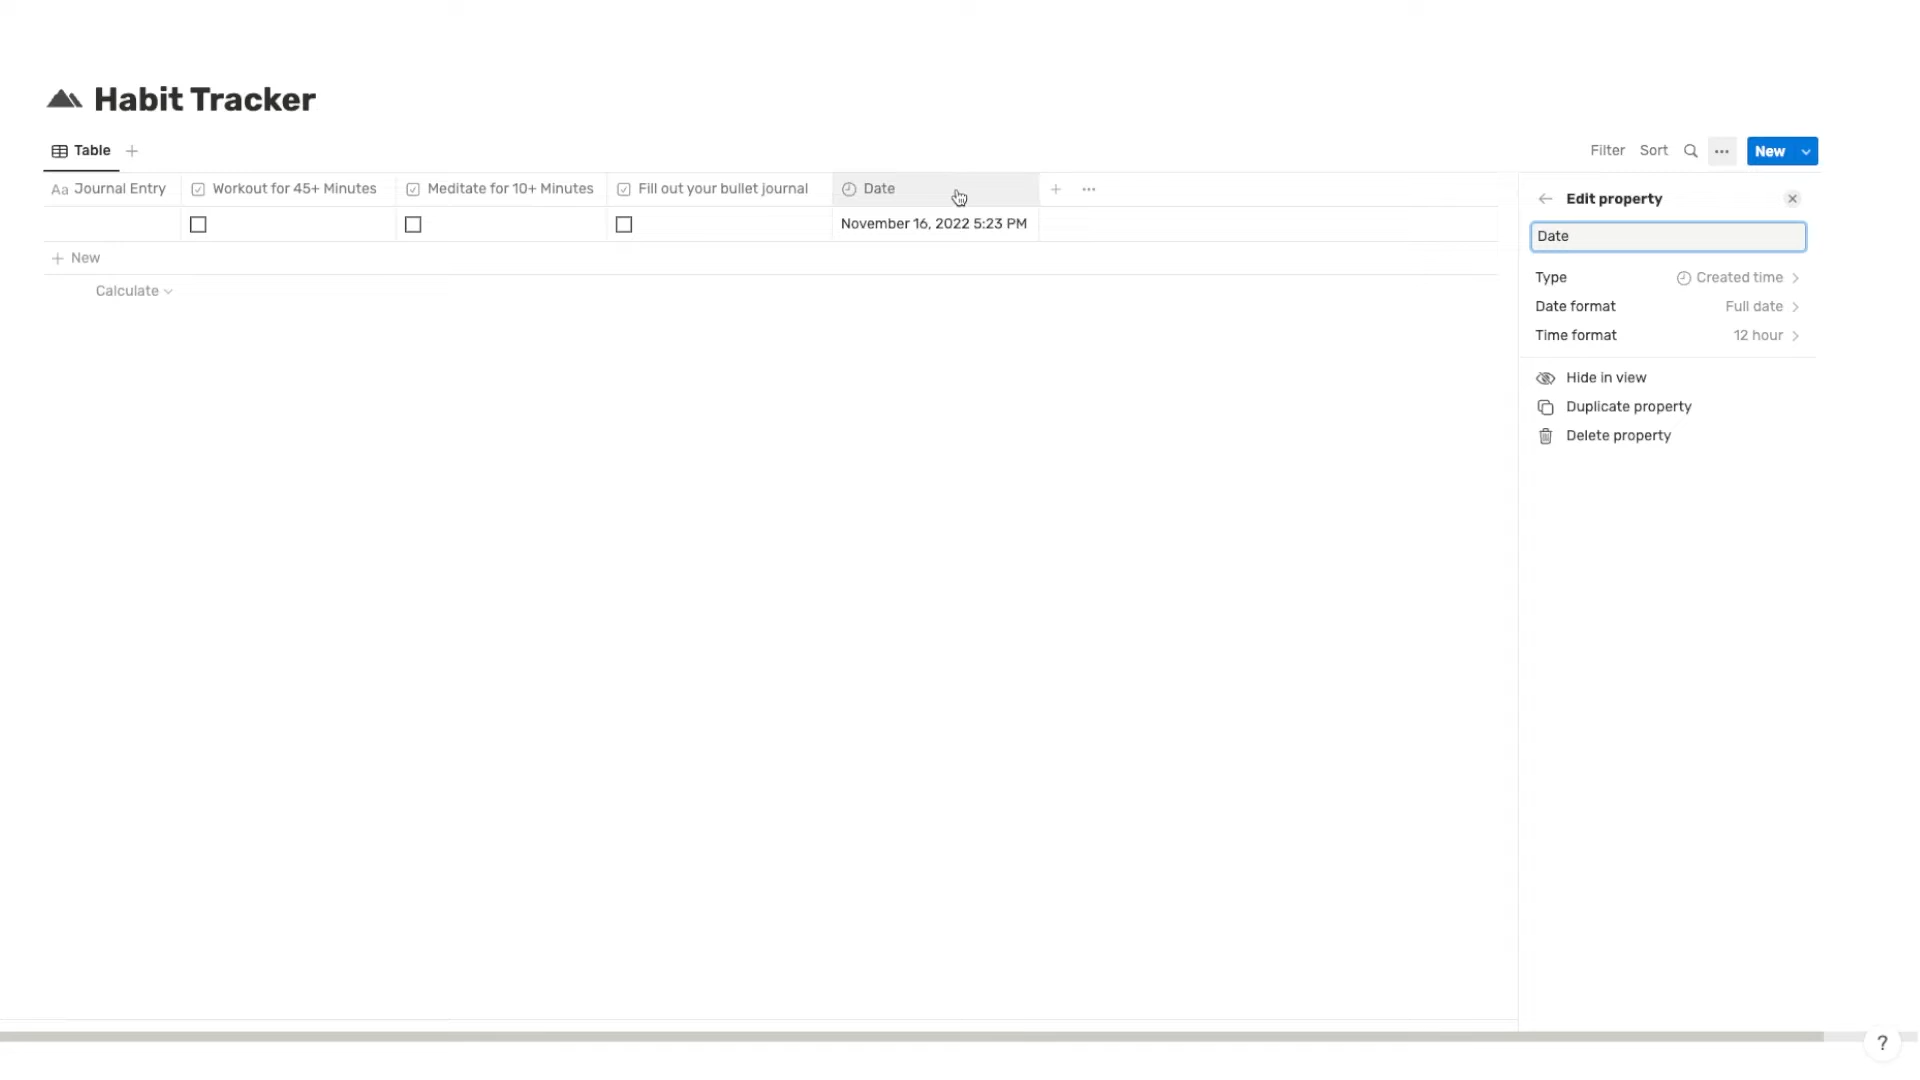 Habit Tracker
Table
Filter Sort New
Aa Journal Entry Workout for 45+ Minutes Meditate for 10+ Minutes Fill out your bullet journal Date
November 16, 2022 5:23 PM
New
Calculate
Edit property
Date
Type Created time
Date format Full date
Time format 12 hour
Hide in view
Duplicate property
Delete property
?